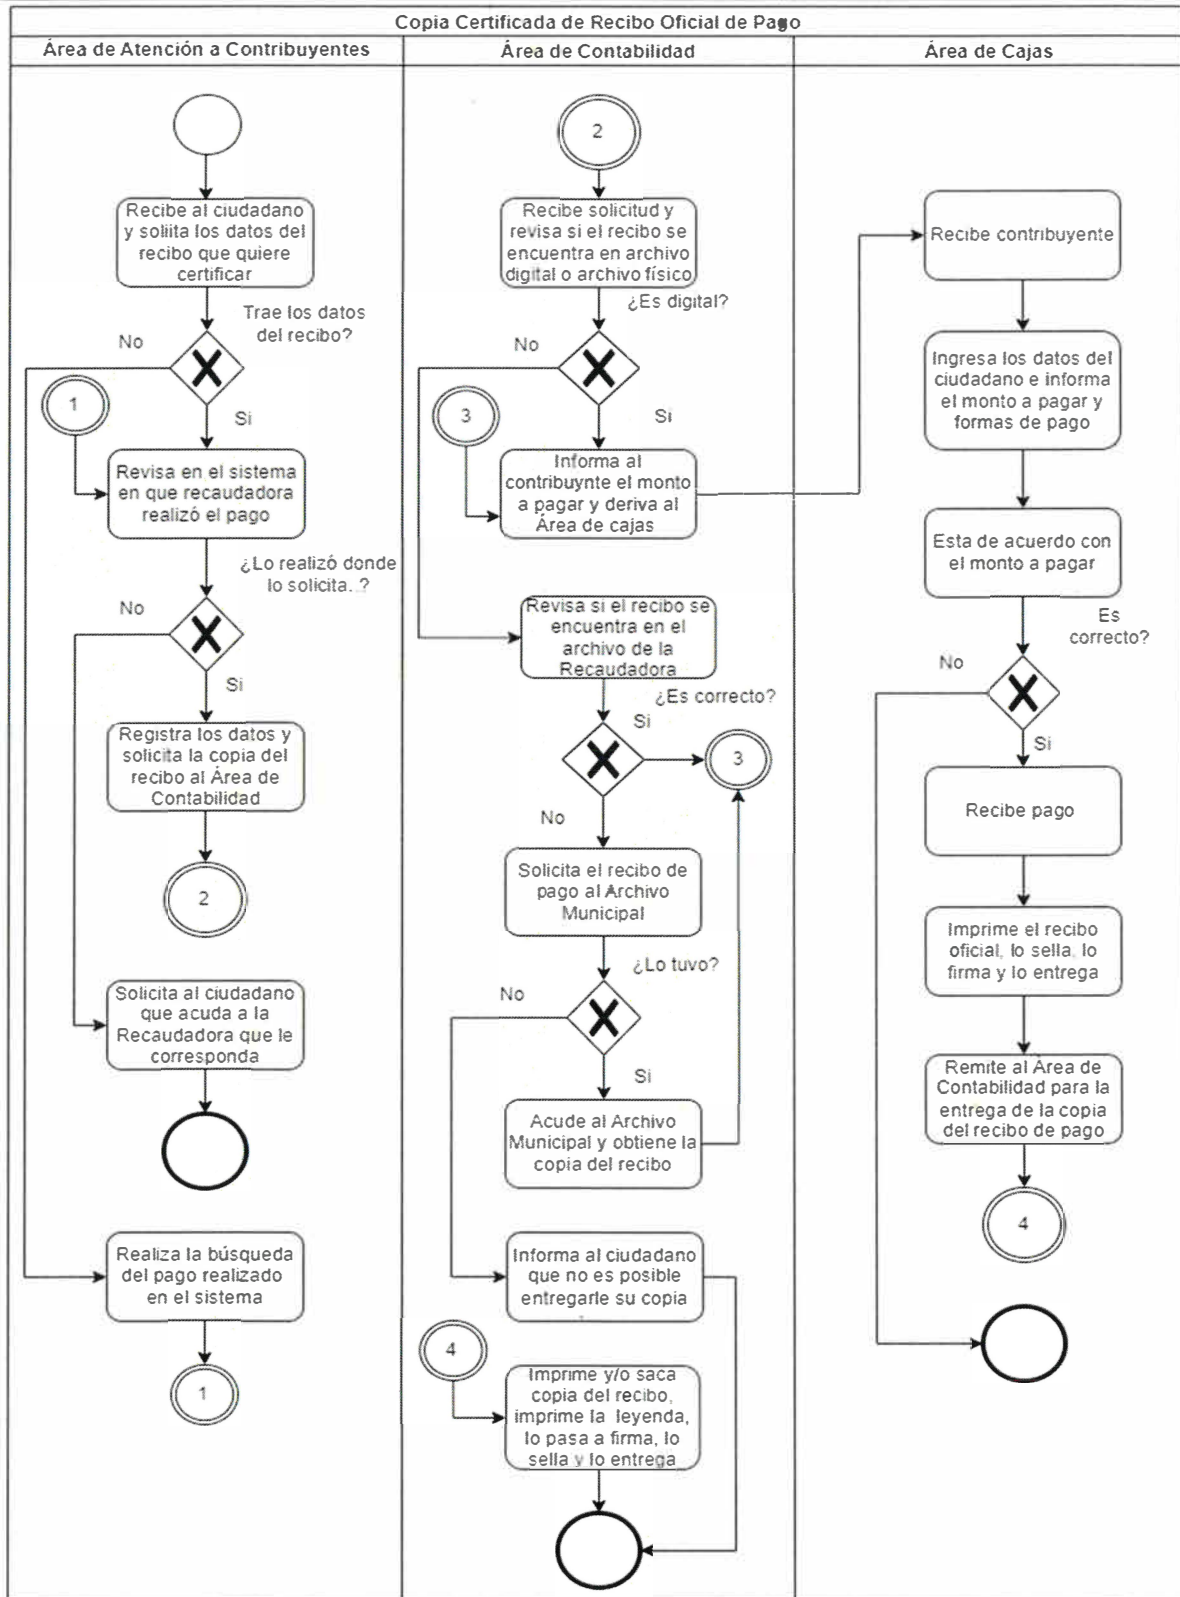 Copia Certificada de Recibo Oficial de Pago
Área de Atención a Contribuyentes
Área de Contabilidad
Área de Cajas
Recibe al ciudadano
y soliita los datos del
recibo que quiere
certificar
Trae los datos
del recibo?
No
1
Si
Revisa en el sistema
en que recaudadora
realizó el pago
¿Lo realizó donde
lo solicita..?
No
Si
Registra los datos y
solicita la copia del
recibo al Área de
Contabilidad
2
Solicita al ciudadano
que acuda a la
Recaudadora que le
corresponda
Realiza la búsqueda
del pago realizado
en el sistema
1
2
Recibe solicitud y
revisa si el recibo se
encuentra en archivo
digital o archivo físico
¿Es digital?
No
3
Si
Informa al
contribuynte el monto
a pagar y deriva al
Área de cajas
Revisa si el recibo se
encuentra en el
archivo de la
Recaudadora
¿Es correcto?
Si
3
No
Solicita el recibo de
pago al Archivo
Municipal
¿Lo tuvo?
No
Si
Acude al Archivo
Municipal y obtiene la
copia del recibo
Informa al ciudadano
que no es posible
entregarle su copia
4
Imprime y/o saca
copia del recibo,
imprime la leyenda,
lo pasa a firma, lo
sella y lo entrega
Recibe contribuyente
Ingresa los datos del
ciudadano e informa
el monto a pagar y
formas de pago
Esta de acuerdo con
el monto a pagar
Es
correcto?
No
Si
Recibe pago
Imprime el recibo
oficial, lo sella, lo
firma y lo entrega
Remite al Área de
Contabilidad para la
entrega de la copia
del recibo de pago
4